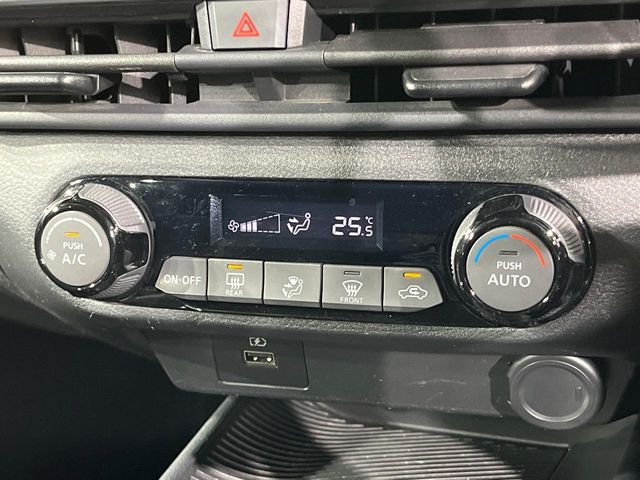 25.5 °C
PUSH
A/C
ON·OFF
REAR
FRONT
PUSH
AUTO